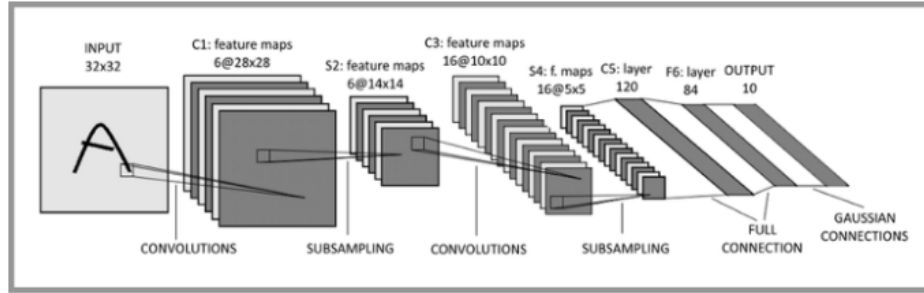 INPUT
32x32
C1: feature maps
6@28x28
S2: feature maps
6@14x14
C3: feature maps
16@10x10
S4: f. maps
16@5x5
C5: layer
120
F6: layer
84
OUTPUT
10
CONVOLUTIONS
SUBSAMPLING
CONVOLUTIONS
SUBSAMPLING
FULL
CONNECTION
GAUSSIAN
CONNECTIONS
A